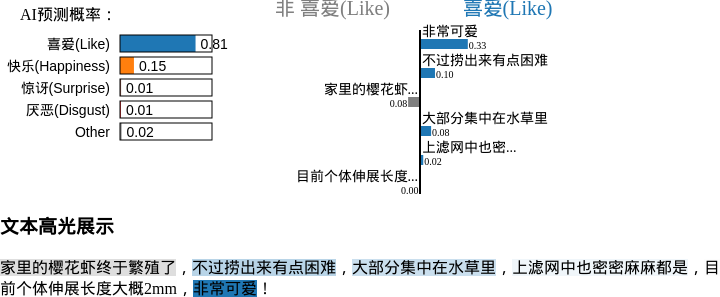 AI预测概率：
喜爱(Like) 0.81
快乐(Happiness) 0.15
惊讶(Surprise) 0.01
厌恶(Disgust) 0.01
Other 0.02
非 喜爱(Like) 喜爱(Like)
非常可爱
0.33
不过捞出来有点困难
0.10
家里的樱花虾...
0.08
大部分集中在水草里
0.08
上滤网中也密...
0.02
目前个体伸展长度...
0.00
文本高光展示
家里的樱花虾终于繁殖了，不过捞出来有点困难，大部分集中在水草里，上滤网中也密密麻麻都是，目
前个体伸展长度大概2mm，非常可爱！